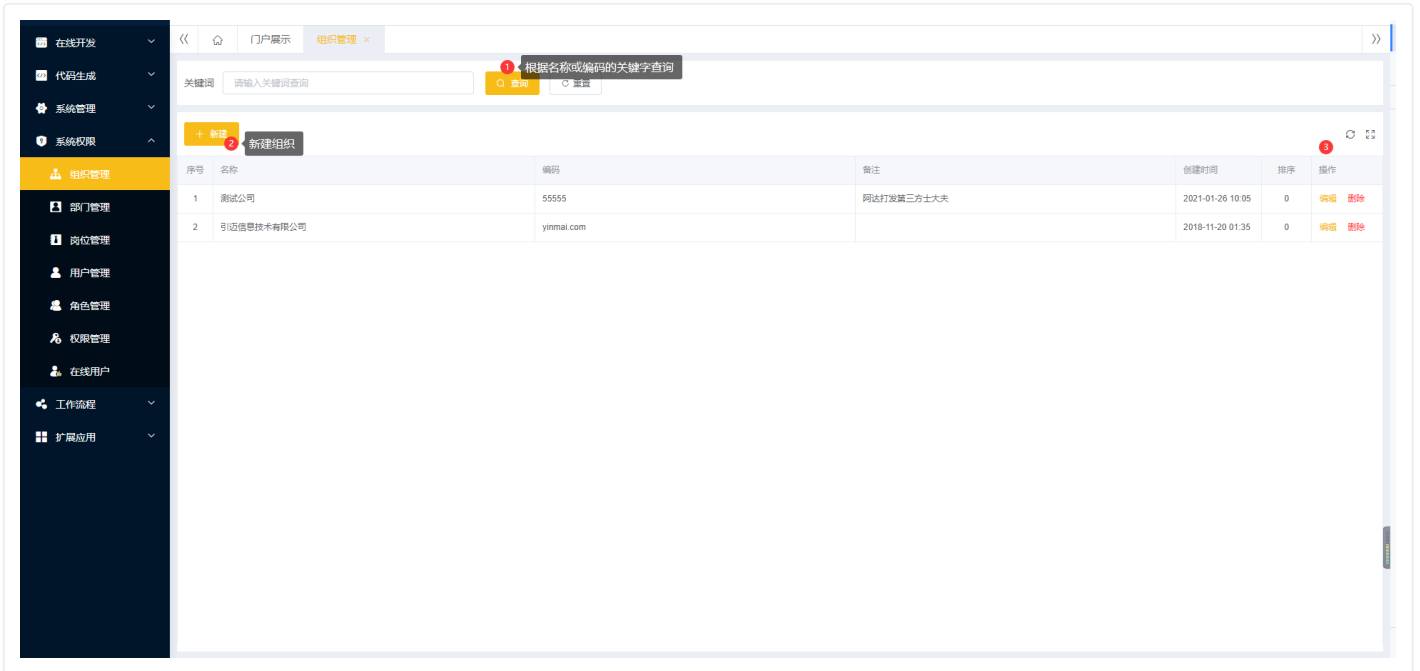 在线开发
代码生成
系统管理
系统权限
组织管理
部门管理
岗位管理
用户管理
角色管理
权限管理
在线用户
工作流程
扩展应用
门户展示 组织管理 ×
1 根据名称或编码的关键字查询
关键词 请输入关键词查询 查询 重置
+ 新建
2 新建组织
3
序号 名称 编码 备注 创建时间 排序 操作
1 测试公司 55555 阿达打发第三方士大夫 2021-01-26 10:05 0 编辑 删除
2 引迈信息技术有限公司 yinmai.com 2018-11-20 01:35 0 编辑 删除